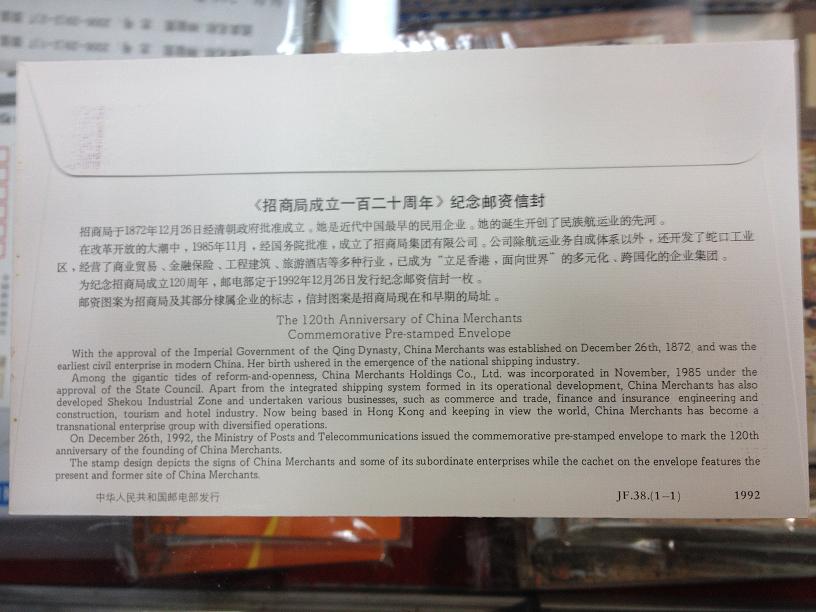 《招商局成立一百二十周年》纪念邮资信封
招商局于1872年12月26日经清朝政府批准成立。她是近代中国最早的民用企业。她的诞生开创了民族航运业的先河。
在改革开放的大潮中，1985年11月，经国务院批准，成立了招商局集团有限公司。公司除航运业务自成体系以外，还开发了蛇口工业
区，经营了商业贸易、金融保险、工程建筑、旅游酒店等多种行业，已成为“立足香港，面向世界”的多元化、跨国化的企业集团。
为纪念招商局成立120周年，邮电部定于1992年12月26日发行纪念邮资信封一枚。
邮资图案为招商局及其部分隶属企业的标志，信封图案是招商局现在和早期的局址。
The 120th Anniversary of China Merchants
Commemorative Pre-stamped Envelope
With the approval of the Imperial Government of the Qing Dynasty, China Merchants was established on December 26th, 1872, and was the
earliest civil enterprise in modern China. Her birth ushered in the emergence of the national shipping industry.
Among the gigantic tides of reform-and-openness, China Merchants Holdings Co., Ltd. was incorporated in November, 1985 under the
approval of the State Council. Apart from the integrated shipping system formed in its operational development, China Merchants has also
developed Shekou Industrial Zone and undertaken various businesses, such as commerce and trade, finance and insurance engineering and
construction, tourism and hotel industry. Now being based in Hong Kong and keeping in view the world, China Merchants has become a
transnational enterprise group with diversified operations.
On December 26th, 1992, the Ministry of Posts and Telecommunications issued the commemorative pre-stamped envelope to mark the 120th
anniversary of the founding of China Merchants.
The stamp design depicts the signs of China Merchants and some of its subordinate enterprises while the cachet on the envelope features the
present and former site of China Merchants.
中华人民共和国邮电部发行 JF.38.(1-1) 1992